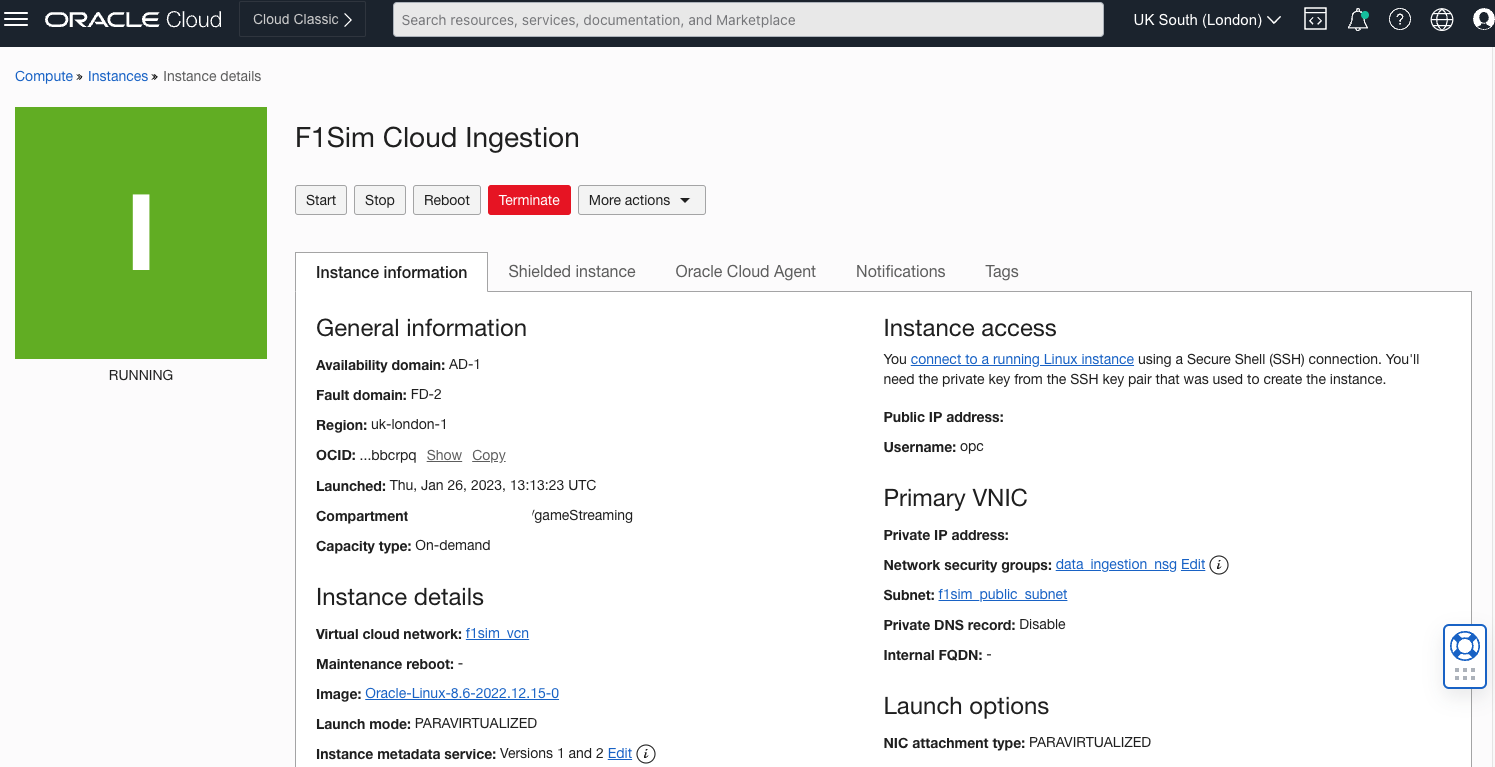 ORACLE Cloud
Cloud Classic
Search resources, services, documentation, and Marketplace
UK South (London)
Compute » Instances » Instance details
I
RUNNING
F1Sim Cloud Ingestion
Start Stop Reboot Terminate More actions
Instance information Shielded instance Oracle Cloud Agent Notifications Tags
General information
Availability domain: AD-1
Fault domain: FD-2
Region: uk-london-1
OCID: ...bbcrpq Show Copy
Launched: Thu, Jan 26, 2023, 13:13:23 UTC
Compartment /gameStreaming
Capacity type: On-demand
Instance details
Virtual cloud network: f1sim_vcn
Maintenance reboot: -
Image: Oracle-Linux-8.6-2022.12.15-0
Launch mode: PARAVIRTUALIZED
Instance metadata service: Versions 1 and 2 Edit i
Instance access
You connect to a running Linux instance using a Secure Shell (SSH) connection. You'll
need the private key from the SSH key pair that was used to create the instance.
Public IP address:
Username: opc
Primary VNIC
Private IP address:
Network security groups: data_ingestion_nsg Edit i
Subnet: f1sim_public_subnet
Private DNS record: Disable
Internal FQDN: -
Launch options
NIC attachment type: PARAVIRTUALIZED